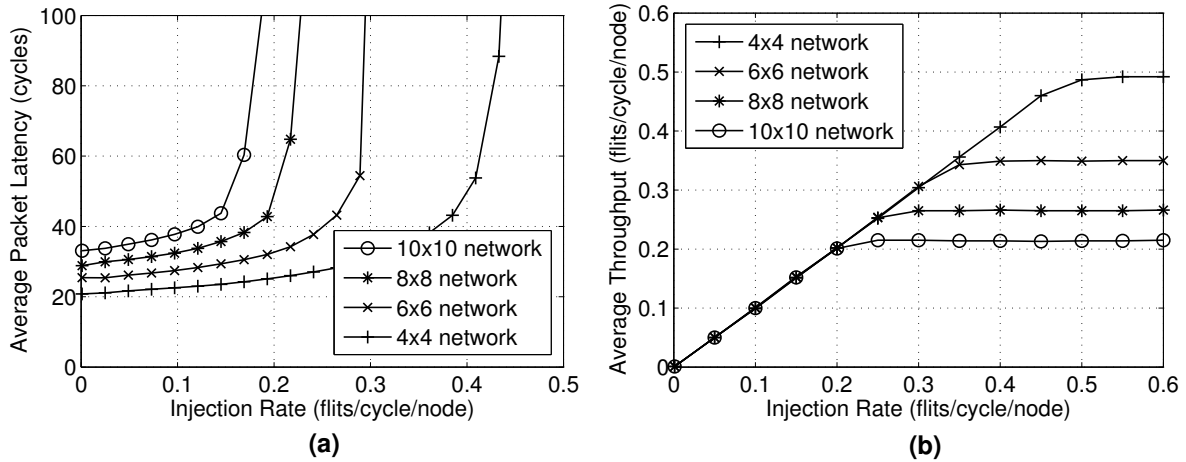 100
80
60
40
20
0
Average Packet Latency (cycles)
0 0.1 0.2 0.3 0.4 0.5
Injection Rate (flits/cycle/node)
10x10 network
8x8 network
6x6 network
4x4 network
(a)
0.6
0.5
0.4
0.3
0.2
0.1
0
Average Throughput (flits/cycle/node)
4x4 network
6x6 network
8x8 network
10x10 network
0 0.1 0.2 0.3 0.4 0.5 0.6
Injection Rate (flits/cycle/node)
(b)